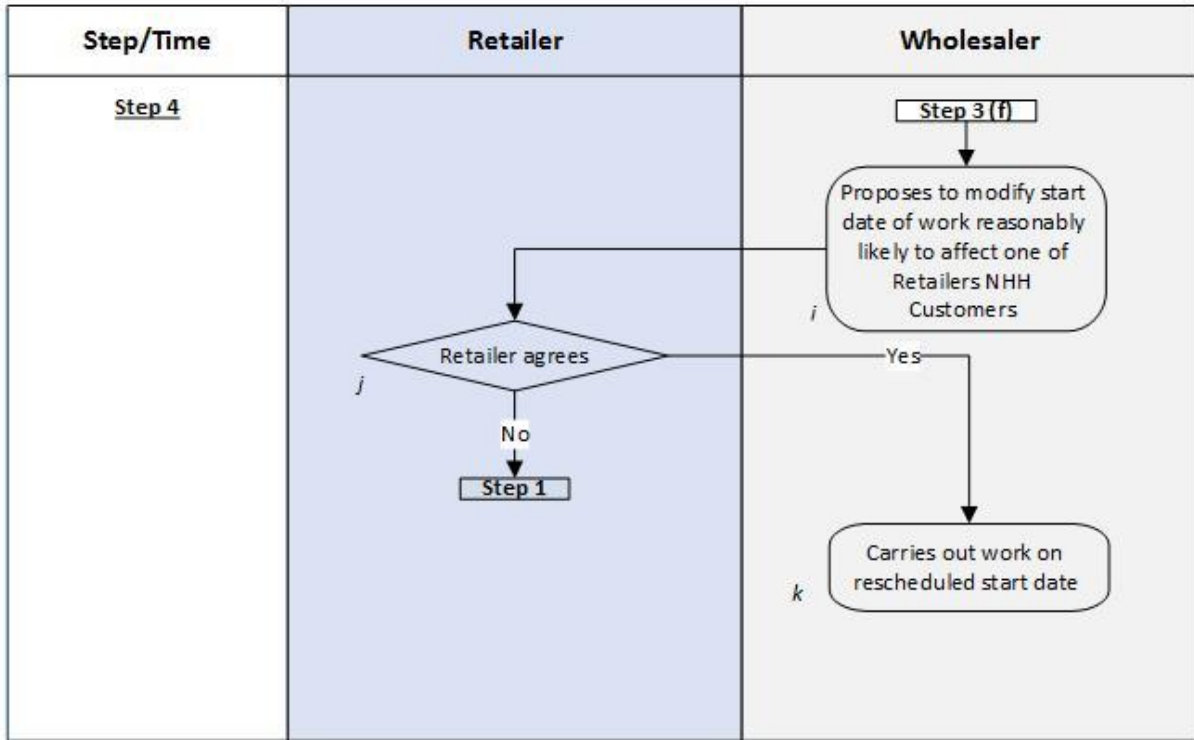 Step/Time
Retailer
Wholesaler
Step 4
Step 3 (f)
Proposes to modify start
date of work reasonably
likely to affect one of
Retailers NHH
Customers
i
Retailer agrees
j
Yes
No
Step 1
Carries out work on
rescheduled start date
k